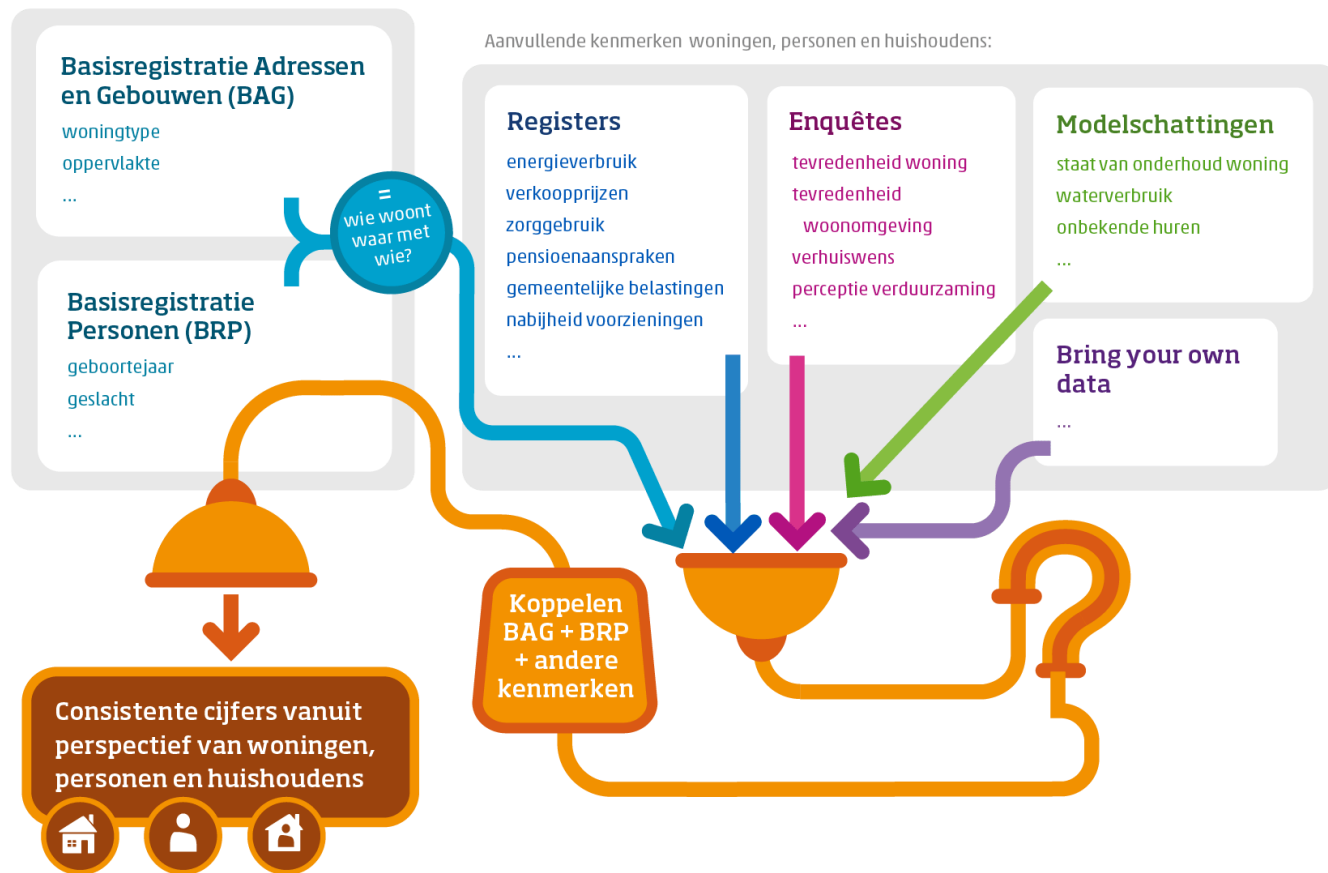 Basisregistratie Adressen
en Gebouwen (BAG)
woningtype
oppervlakte
...
Basisregistratie
Personen (BRP)
geboortejaar
geslacht
...
=
wie woont
waar met
wie?
Aanvullende kenmerken woningen, personen en huishoudens:
Registers
energieverbruik
verkoopprijzen
zorggebruik
pensioenaanspraken
gemeentelijke belastingen
nabijheid voorzieningen
...
Enquêtes
tevredenheid woning
tevredenheid
woonomgeving
verhuiswens
perceptie verduurzaming
...
Modelschattingen
staat van onderhoud woning
waterverbruik
onbekende huren
...
Bring your own
data
...
Koppelen
BAG + BRP
+ andere
kenmerken
Consistente cijfers vanuit
perspectief van woningen,
personen en huishoudens